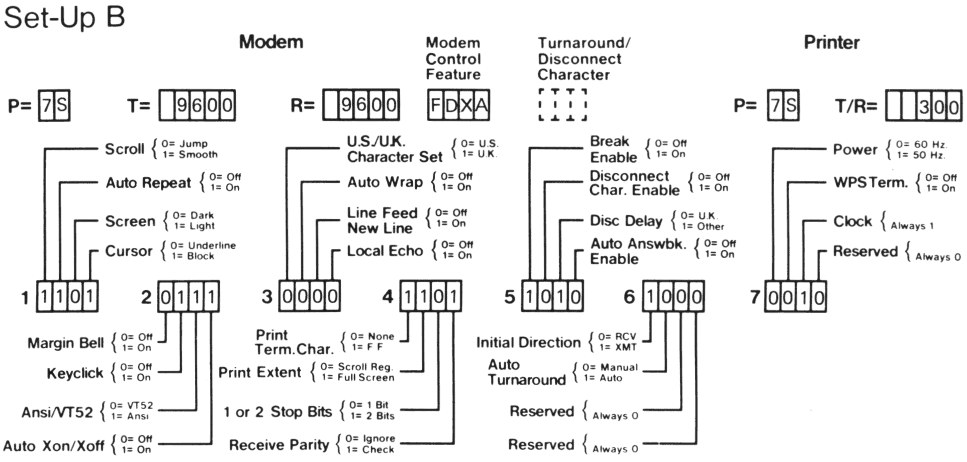 Set-Up B
Modem
Modem
Control
Feature
Turnaround/
Disconnect
Character
Printer
P= 7S
T= 9600
R= 9600
FDXA
P= 7S
T/R= 300
Scroll { 0= Jump
1= Smooth
Auto Repeat { 0= Off
1= On
Screen { 0= Dark
1= Light
Cursor { 0= Underline
1= Block
U.S./U.K.
Character Set { 0= U.S.
1= U.K.
Auto Wrap { 0= Off
1= On
Line Feed
New Line { 0= Off
1= On
Local Echo { 0= Off
1= On
Break
Enable { 0= Off
1= On
Disconnect
Char. Enable { 0= Off
1= On
Disc Delay { 0= U.K.
1= Other
Auto Answbk.
Enable { 0= Off
1= On
Power { 0= 60 Hz.
1= 50 Hz.
WPS Term. { 0= Off
1= On
Clock { Always 1
Reserved { Always 0
1 1101
2 0111
3 0000
4 1101
5 1010
6 1000
7 0010
Margin Bell { 0= Off
1= On
Keyclick { 0= Off
1= On
Ansi/VT52 { 0= VT52
1= Ansi
Auto Xon/Xoff { 0= Off
1= On
Print
Term. Char. { 0= None
1= F F
Print Extent { 0= Scroll Reg.
1= Full Screen
1 or 2 Stop Bits { 0= 1 Bit
1= 2 Bits
Receive Parity { 0= Ignore
1= Check
Initial Direction { 0= RCV
1= XMT
Auto
Turnaround { 0= Manual
1= Auto
Reserved { Always 0
Reserved { Always 0